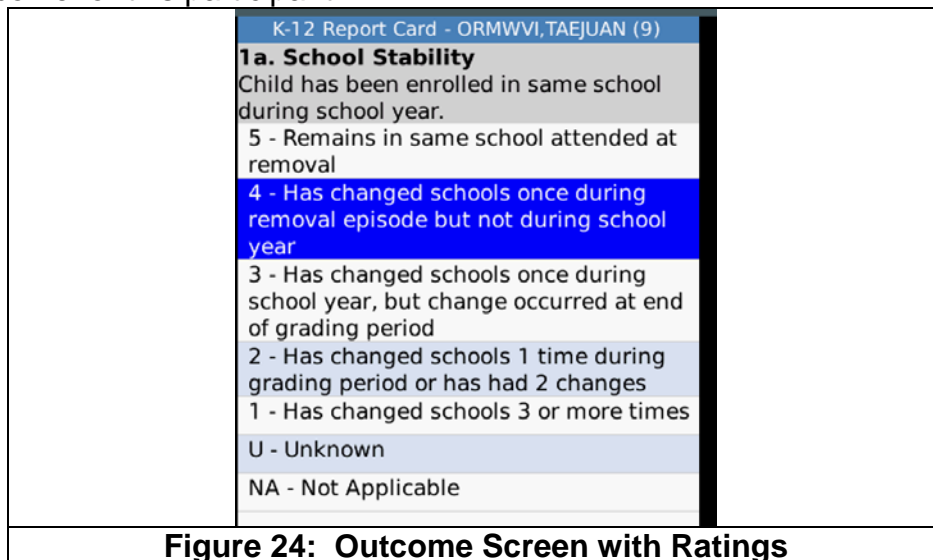 K-12 Report Card - ORMWVI,TAEJUAN (9)
1a. School Stability
Child has been enrolled in same school
during school year.
5 - Remains in same school attended at
removal
4 - Has changed schools once during
removal episode but not during school
year
3 - Has changed schools once during
school year, but change occurred at end
of grading period
2 - Has changed schools 1 time during
grading period or has had 2 changes
1 - Has changed schools 3 or more times
U - Unknown
NA - Not Applicable
Figure 24: Outcome Screen with Ratings